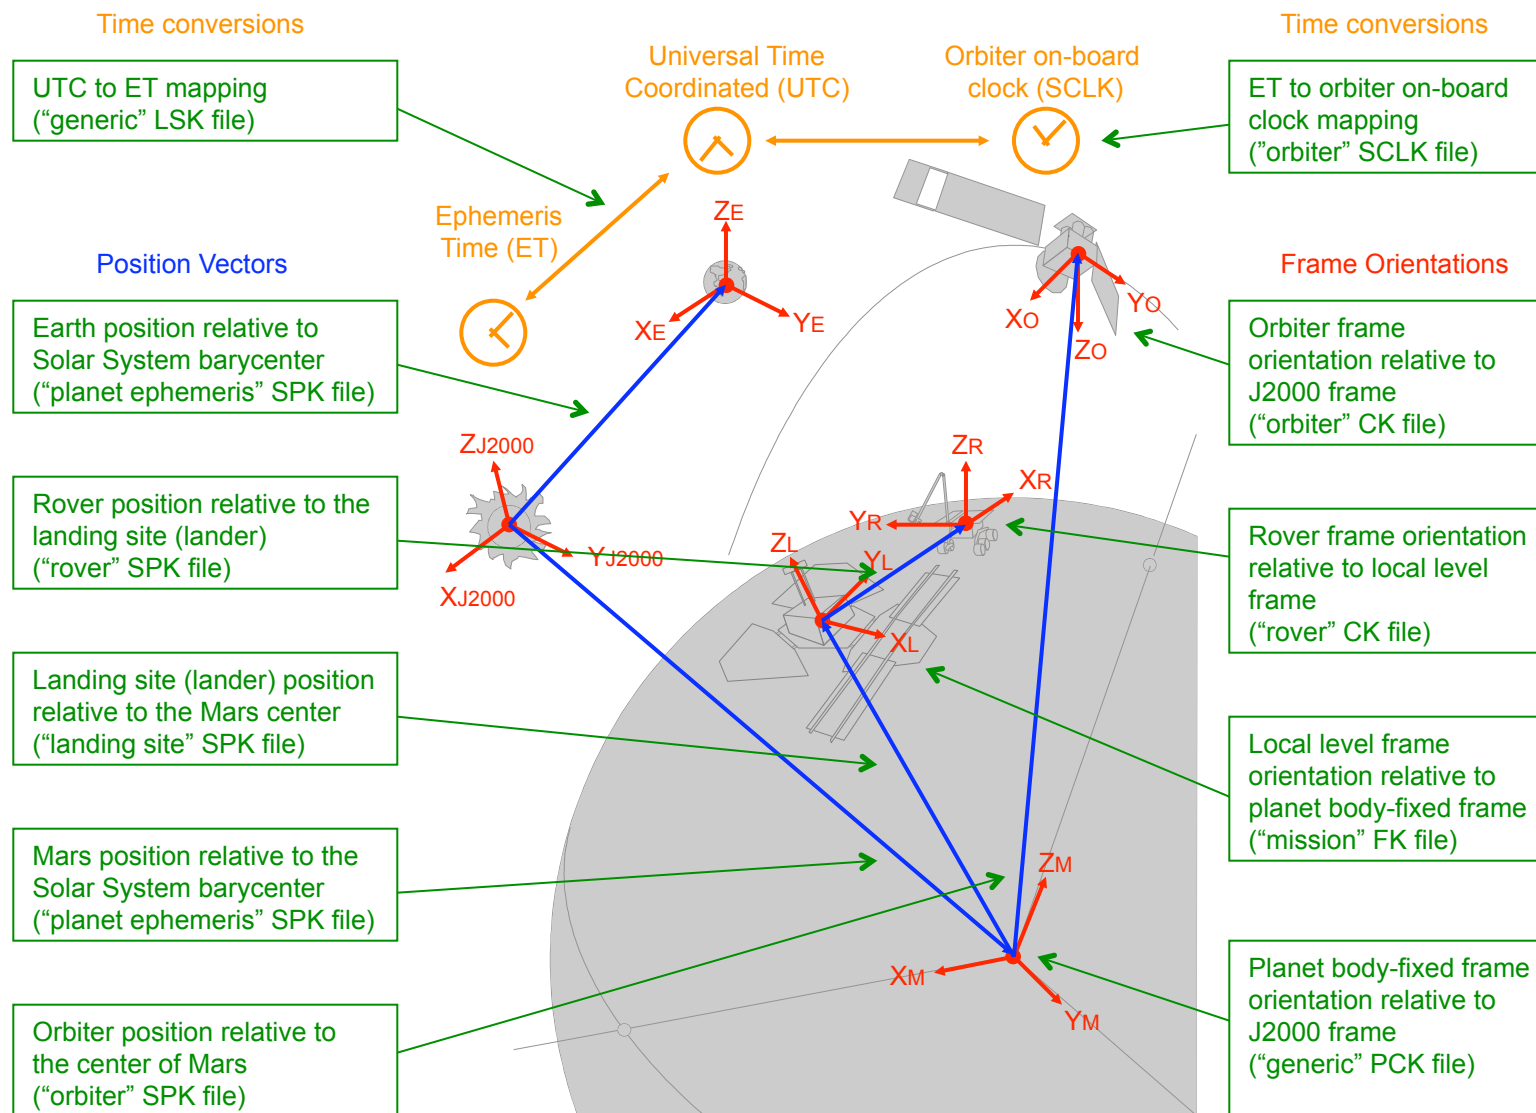 Time conversions
UTC to ET mapping
(“generic” LSK file)
Universal Time
Coordinated (UTC)
Orbiter on-board
clock (SCLK)
Time conversions
ET to orbiter on-board
clock mapping
(”orbiter” SCLK file)
Ephemeris
Time (ET)
Position Vectors
Earth position relative to
Solar System barycenter
(“planet ephemeris” SPK file)
Rover position relative to the
landing site (lander)
(“rover” SPK file)
Landing site (lander) position
relative to the Mars center
(“landing site” SPK file)
Mars position relative to the
Solar System barycenter
(“planet ephemeris” SPK file)
Orbiter position relative to
the center of Mars
(“orbiter” SPK file)
ZE
XE
YE
XO
YO
ZO
ZJ2000
YJ2000
XJ2000
ZR
XR
YR
ZL
YL
XL
ZM
XM
YM
Frame Orientations
Orbiter frame
orientation relative to
J2000 frame
(“orbiter” CK file)
Rover frame orientation
relative to local level
frame
(“rover” CK file)
Local level frame
orientation relative to
planet body-fixed frame
(“mission” FK file)
Planet body-fixed frame
orientation relative to
J2000 frame
(“generic” PCK file)